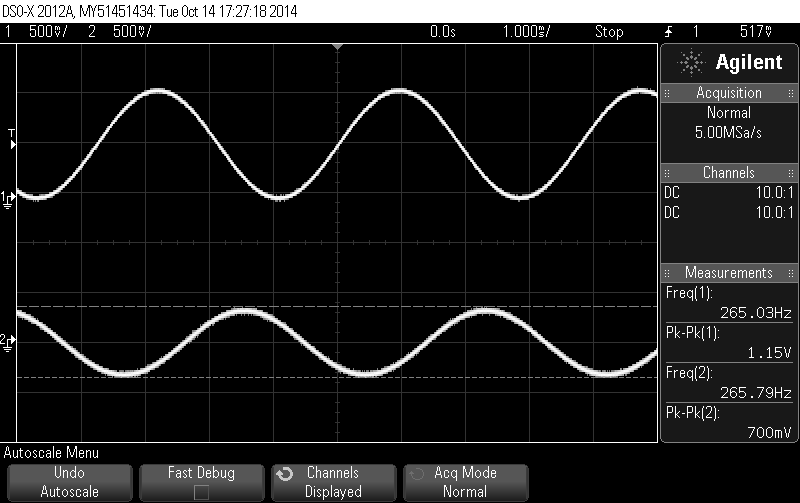 DSO-X 2012A, MY51451434: Tue Oct 14 17:27:18 2014
1 500mV/ 2 500mV/ 0.0s 1.000ms/ Stop 1 517mV
T
1
2
Agilent
Acquisition
Normal
5.00MSa/s
Channels
DC 10.0:1
DC 10.0:1
Measurements
Freq(1):
265.03Hz
Pk-Pk(1):
1.15V
Freq(2):
265.79Hz
Pk-Pk(2):
700mV
Autoscale Menu
Undo
Autoscale
Fast Debug
Channels
Displayed
Acq Mode
Normal